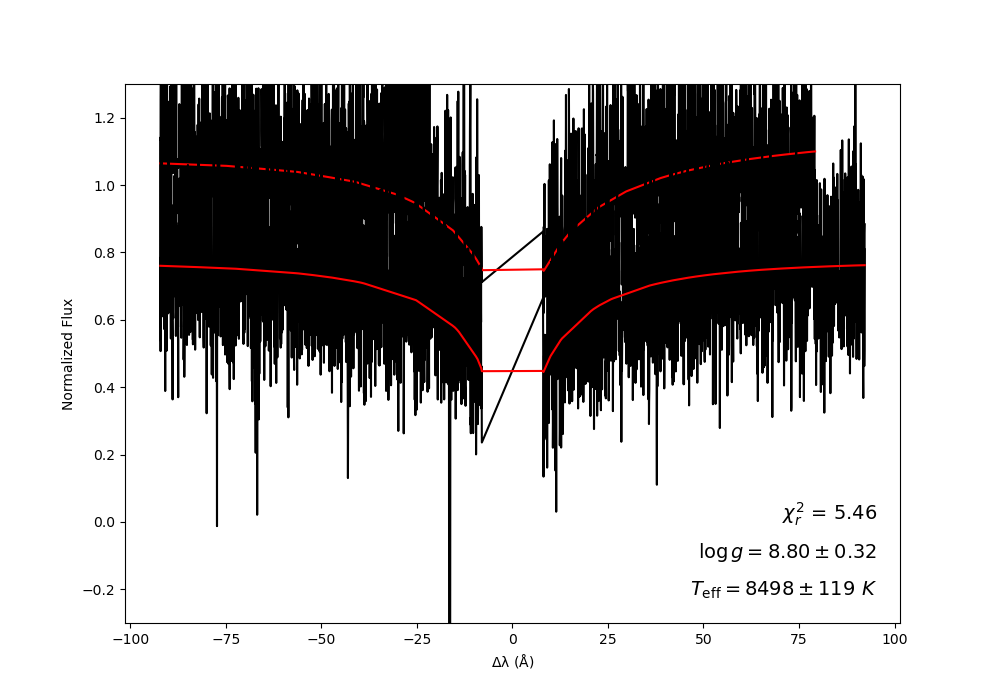 1.2
1.0
0.8
0.6
0.4
0.2
0.0
−0.2
Normalized Flux
χ²ᵣ = 5.46
log g = 8.80 ± 0.32
T_eff = 8498 ± 119 K
−100 −75 −50 −25 0 25 50 75 100
Δλ (Å)